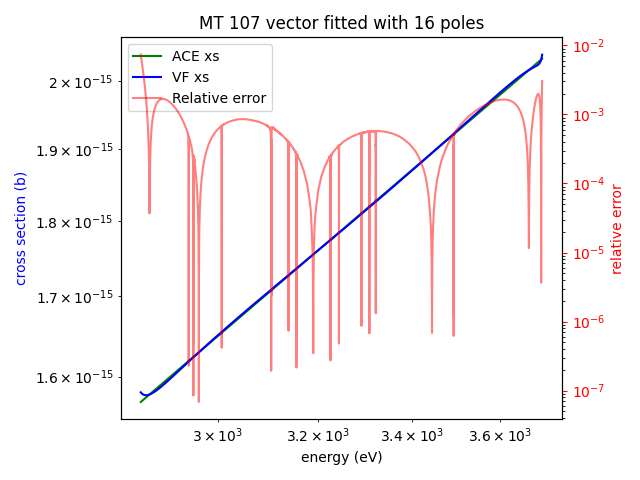 MT 107 vector fitted with 16 poles
ACE xs
VF xs
Relative error
cross section (b)
2 × 10⁻¹⁵
1.9 × 10⁻¹⁵
1.8 × 10⁻¹⁵
1.7 × 10⁻¹⁵
1.6 × 10⁻¹⁵
10⁻²
10⁻³
10⁻⁴
10⁻⁵
10⁻⁶
10⁻⁷
relative error
3 × 10³
3.2 × 10³
3.4 × 10³
3.6 × 10³
energy (eV)